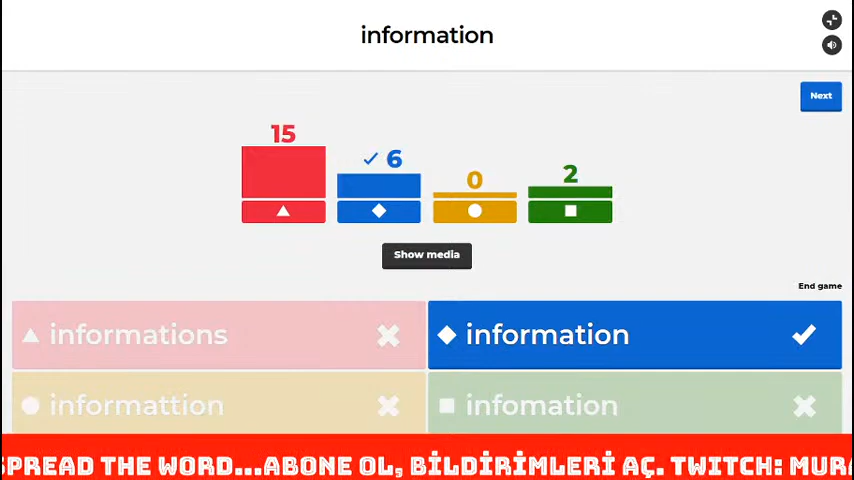 information
Next
15
6
0
2
Show media
End game
informations
information
informattion
infomation
SPREAD THE WORD...ABONE OL, BİLDİRİMLERİ AÇ. TWITCH: MURA